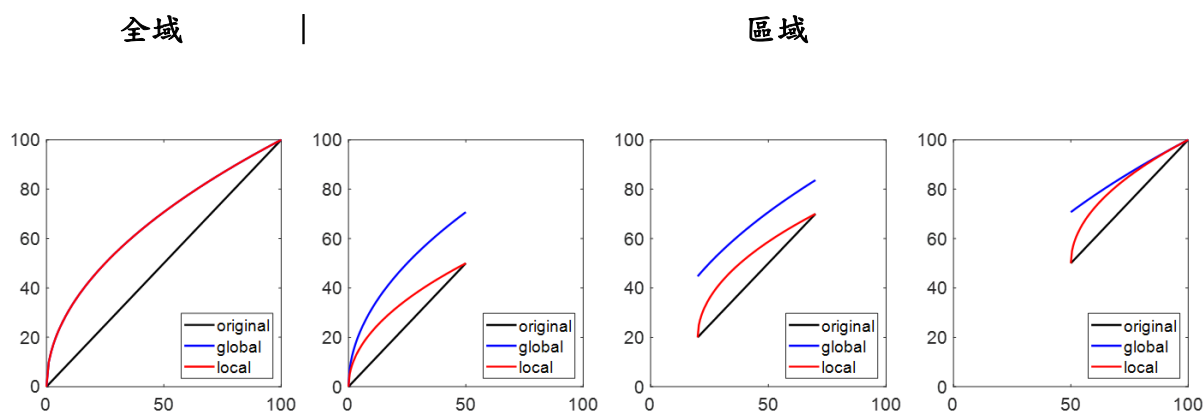 全域 | 區域
100 100 100 100
80 80 80 80
60 60 60 60
40 40 40 40
20 original global local 20 original global local 20 original global local 20 original global local
0 0 0 0
0 50 100 0 50 100 0 50 100 0 50 100